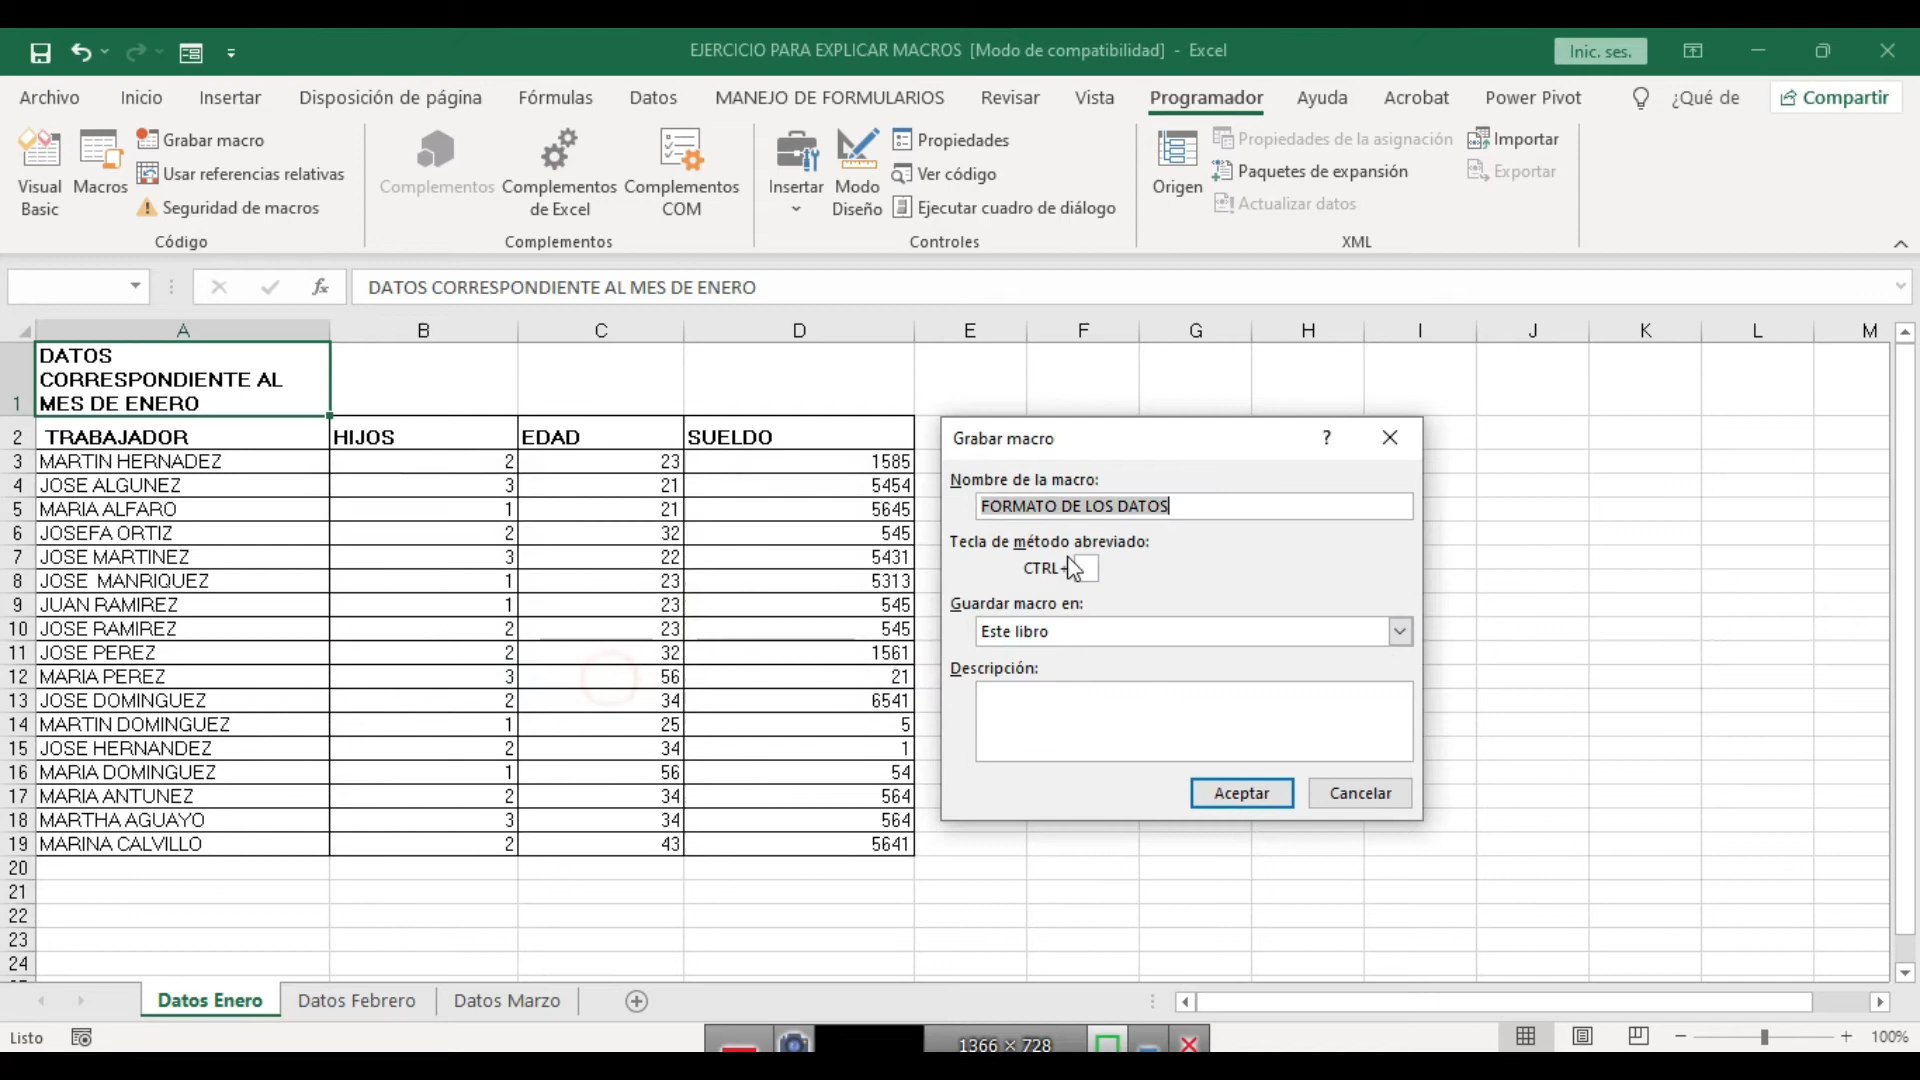 EJERCICIO PARA EXPLICAR MACROS [Modo de compatibilidad] - Excel
Inic. ses.
Archivo Inicio Insertar Disposición de página Fórmulas Datos MANEJO DE FORMULARIOS Revisar Vista Programador Ayuda Acrobat Power Pivot ¿Qué de Compartir
Visual Basic
Macros
Grabar macro
Usar referencias relativas
Seguridad de macros
Código
Complementos
Complementos de Excel
Complementos COM
Complementos
Insertar
Modo Diseño
Propiedades
Ver código
Ejecutar cuadro de diálogo
Controles
Origen
Propiedades de la asignación
Paquetes de expansión
Actualizar datos
Importar
Exportar
XML
fx DATOS CORRESPONDIENTE AL MES DE ENERO
A B C D E F G H I J K L M
DATOS
CORRESPONDIENTE AL
1 MES DE ENERO
2 TRABAJADOR HIJOS EDAD SUELDO
3 MARTIN HERNADEZ 2 23 1585
4 JOSE ALGUNEZ 3 21 5454
5 MARIA ALFARO 1 21 5645
6 JOSEFA ORTIZ 2 32 545
7 JOSE MARTINEZ 3 22 5431
8 JOSE MANRIQUEZ 1 23 5313
9 JUAN RAMIREZ 1 23 545
10 JOSE RAMIREZ 2 23 545
11 JOSE PEREZ 2 32 1561
12 MARIA PEREZ 3 56 21
13 JOSE DOMINGUEZ 2 34 6541
14 MARTIN DOMINGUEZ 1 25 5
15 JOSE HERNANDEZ 2 34 1
16 MARIA DOMINGUEZ 1 56 54
17 MARIA ANTUNEZ 2 34 564
18 MARTHA AGUAYO 3 34 564
19 MARINA CALVILLO 2 43 5641
20
21
22
23
24
Grabar macro ?
Nombre de la macro:
FORMATO DE LOS DATOS
Tecla de método abreviado:
CTRL+
Guardar macro en:
Este libro
Descripción:
Aceptar Cancelar
Datos Enero Datos Febrero Datos Marzo
Listo
1366 × 728
100%